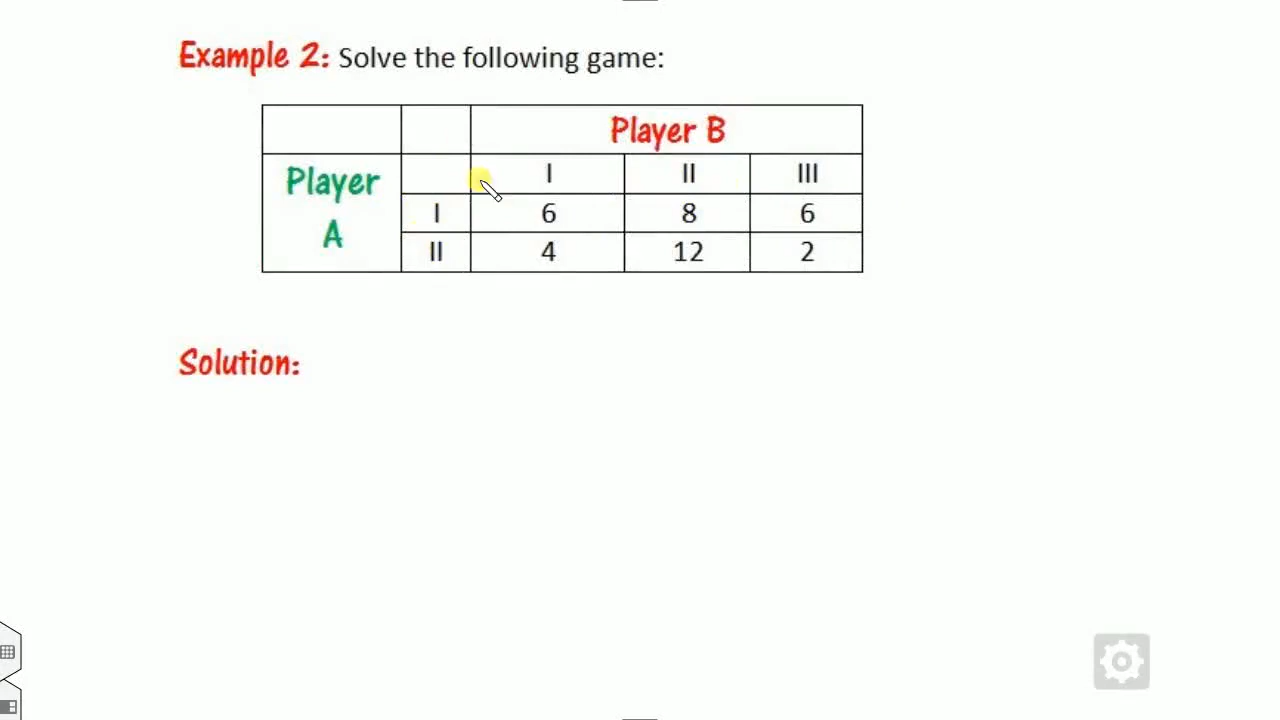 Example 2: Solve the following game:
Player B
Player A
I II III
I 6 8 6
II 4 12 2
Solution: